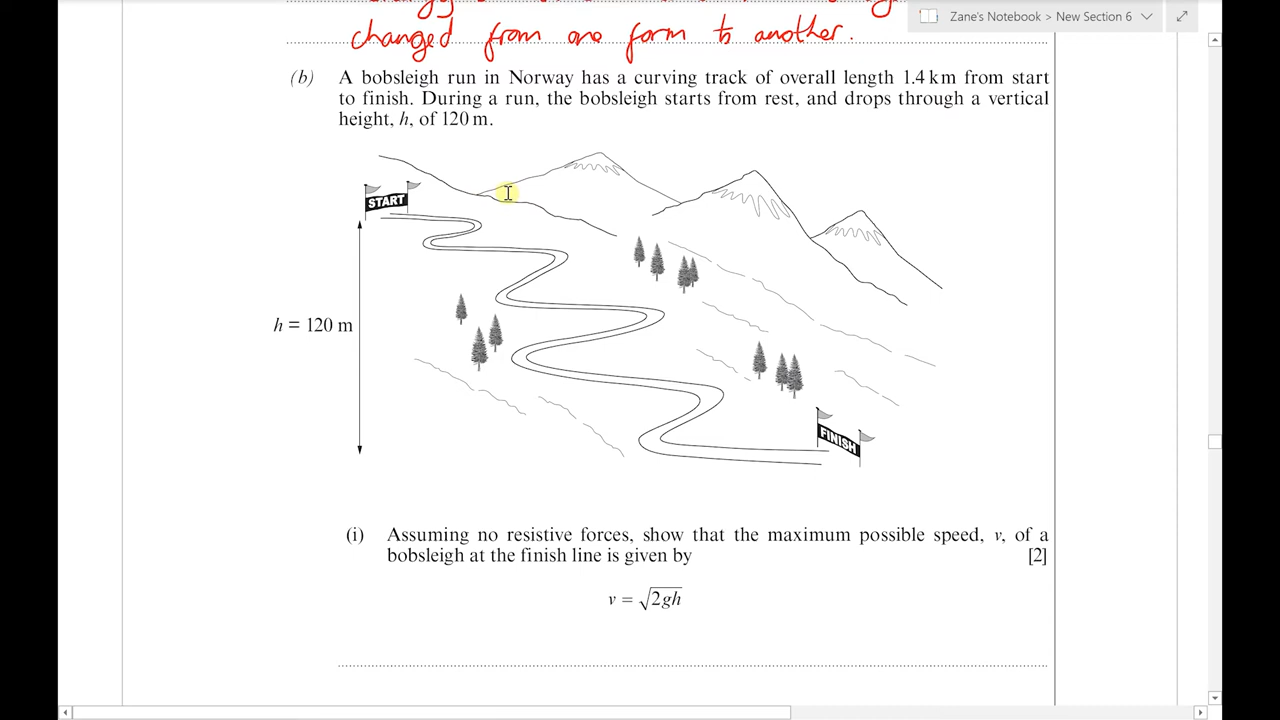 Zane's Notebook > New Section 6
changed from one form to another.
(b) A bobsleigh run in Norway has a curving track of overall length 1.4 km from start
to finish. During a run, the bobsleigh starts from rest, and drops through a vertical
height, h, of 120 m.
START
h = 120 m
FINISH
(i) Assuming no resistive forces, show that the maximum possible speed, v, of a
bobsleigh at the finish line is given by [2]
v = √2gh